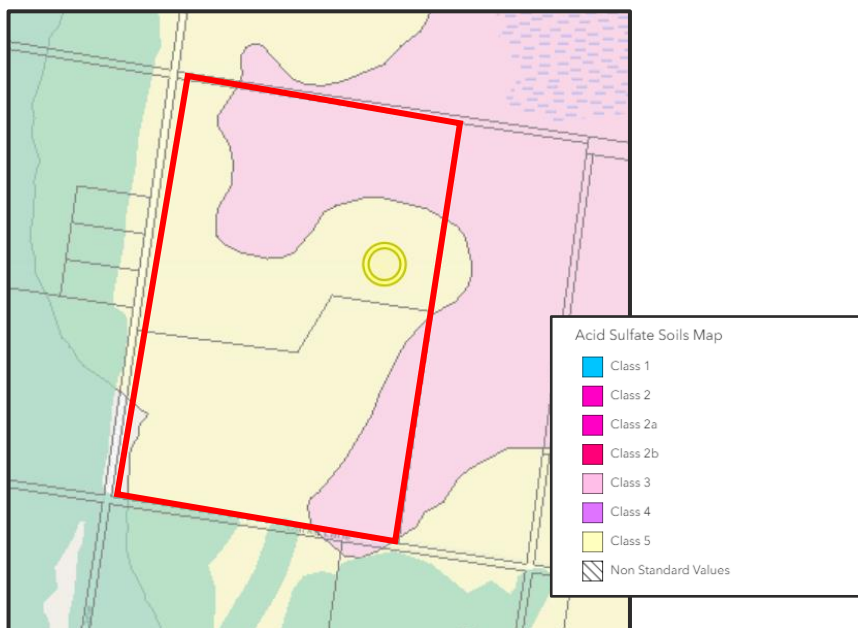 Acid Sulfate Soils Map
Class 1
Class 2
Class 2a
Class 2b
Class 3
Class 4
Class 5
Non Standard Values